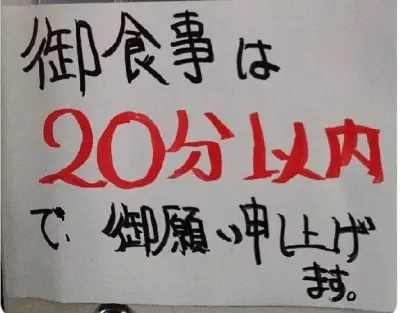 御食事は
20分以内
で御願い申し上げ
ます。